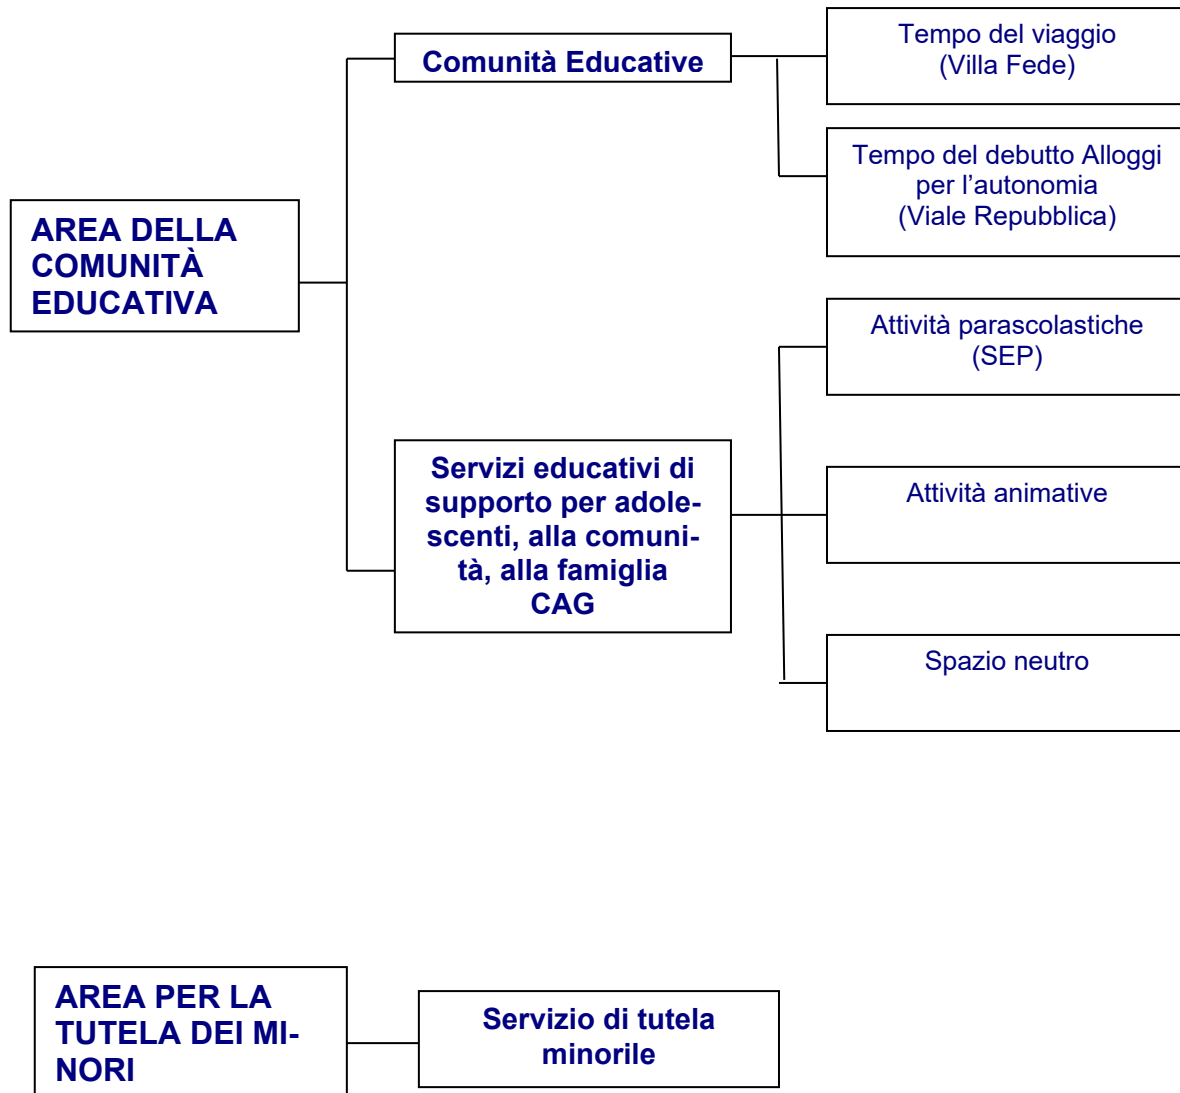 Comunità Educative
Tempo del viaggio
(Villa Fede)
Tempo del debutto Alloggi
per l’autonomia
(Viale Repubblica)
AREA DELLA
COMUNITÀ
EDUCATIVA
Attività parascolastiche
(SEP)
Servizi educativi di
supporto per adole-
scenti, alla comuni-
tà, alla famiglia
CAG
Attività animative
Spazio neutro
AREA PER LA
TUTELA DEI MI-
NORI
Servizio di tutela
minorile